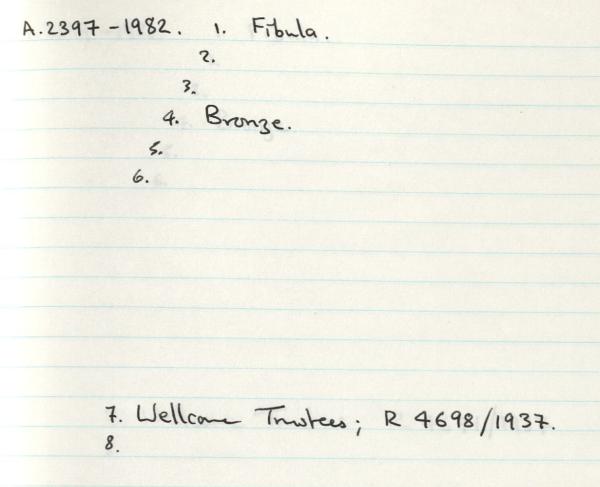 A.2397-1982. 1. Fibula.
2.
3.
4. Bronze.
5.
6.
7. Wellcome Trustees; R 4698/1937.
8.